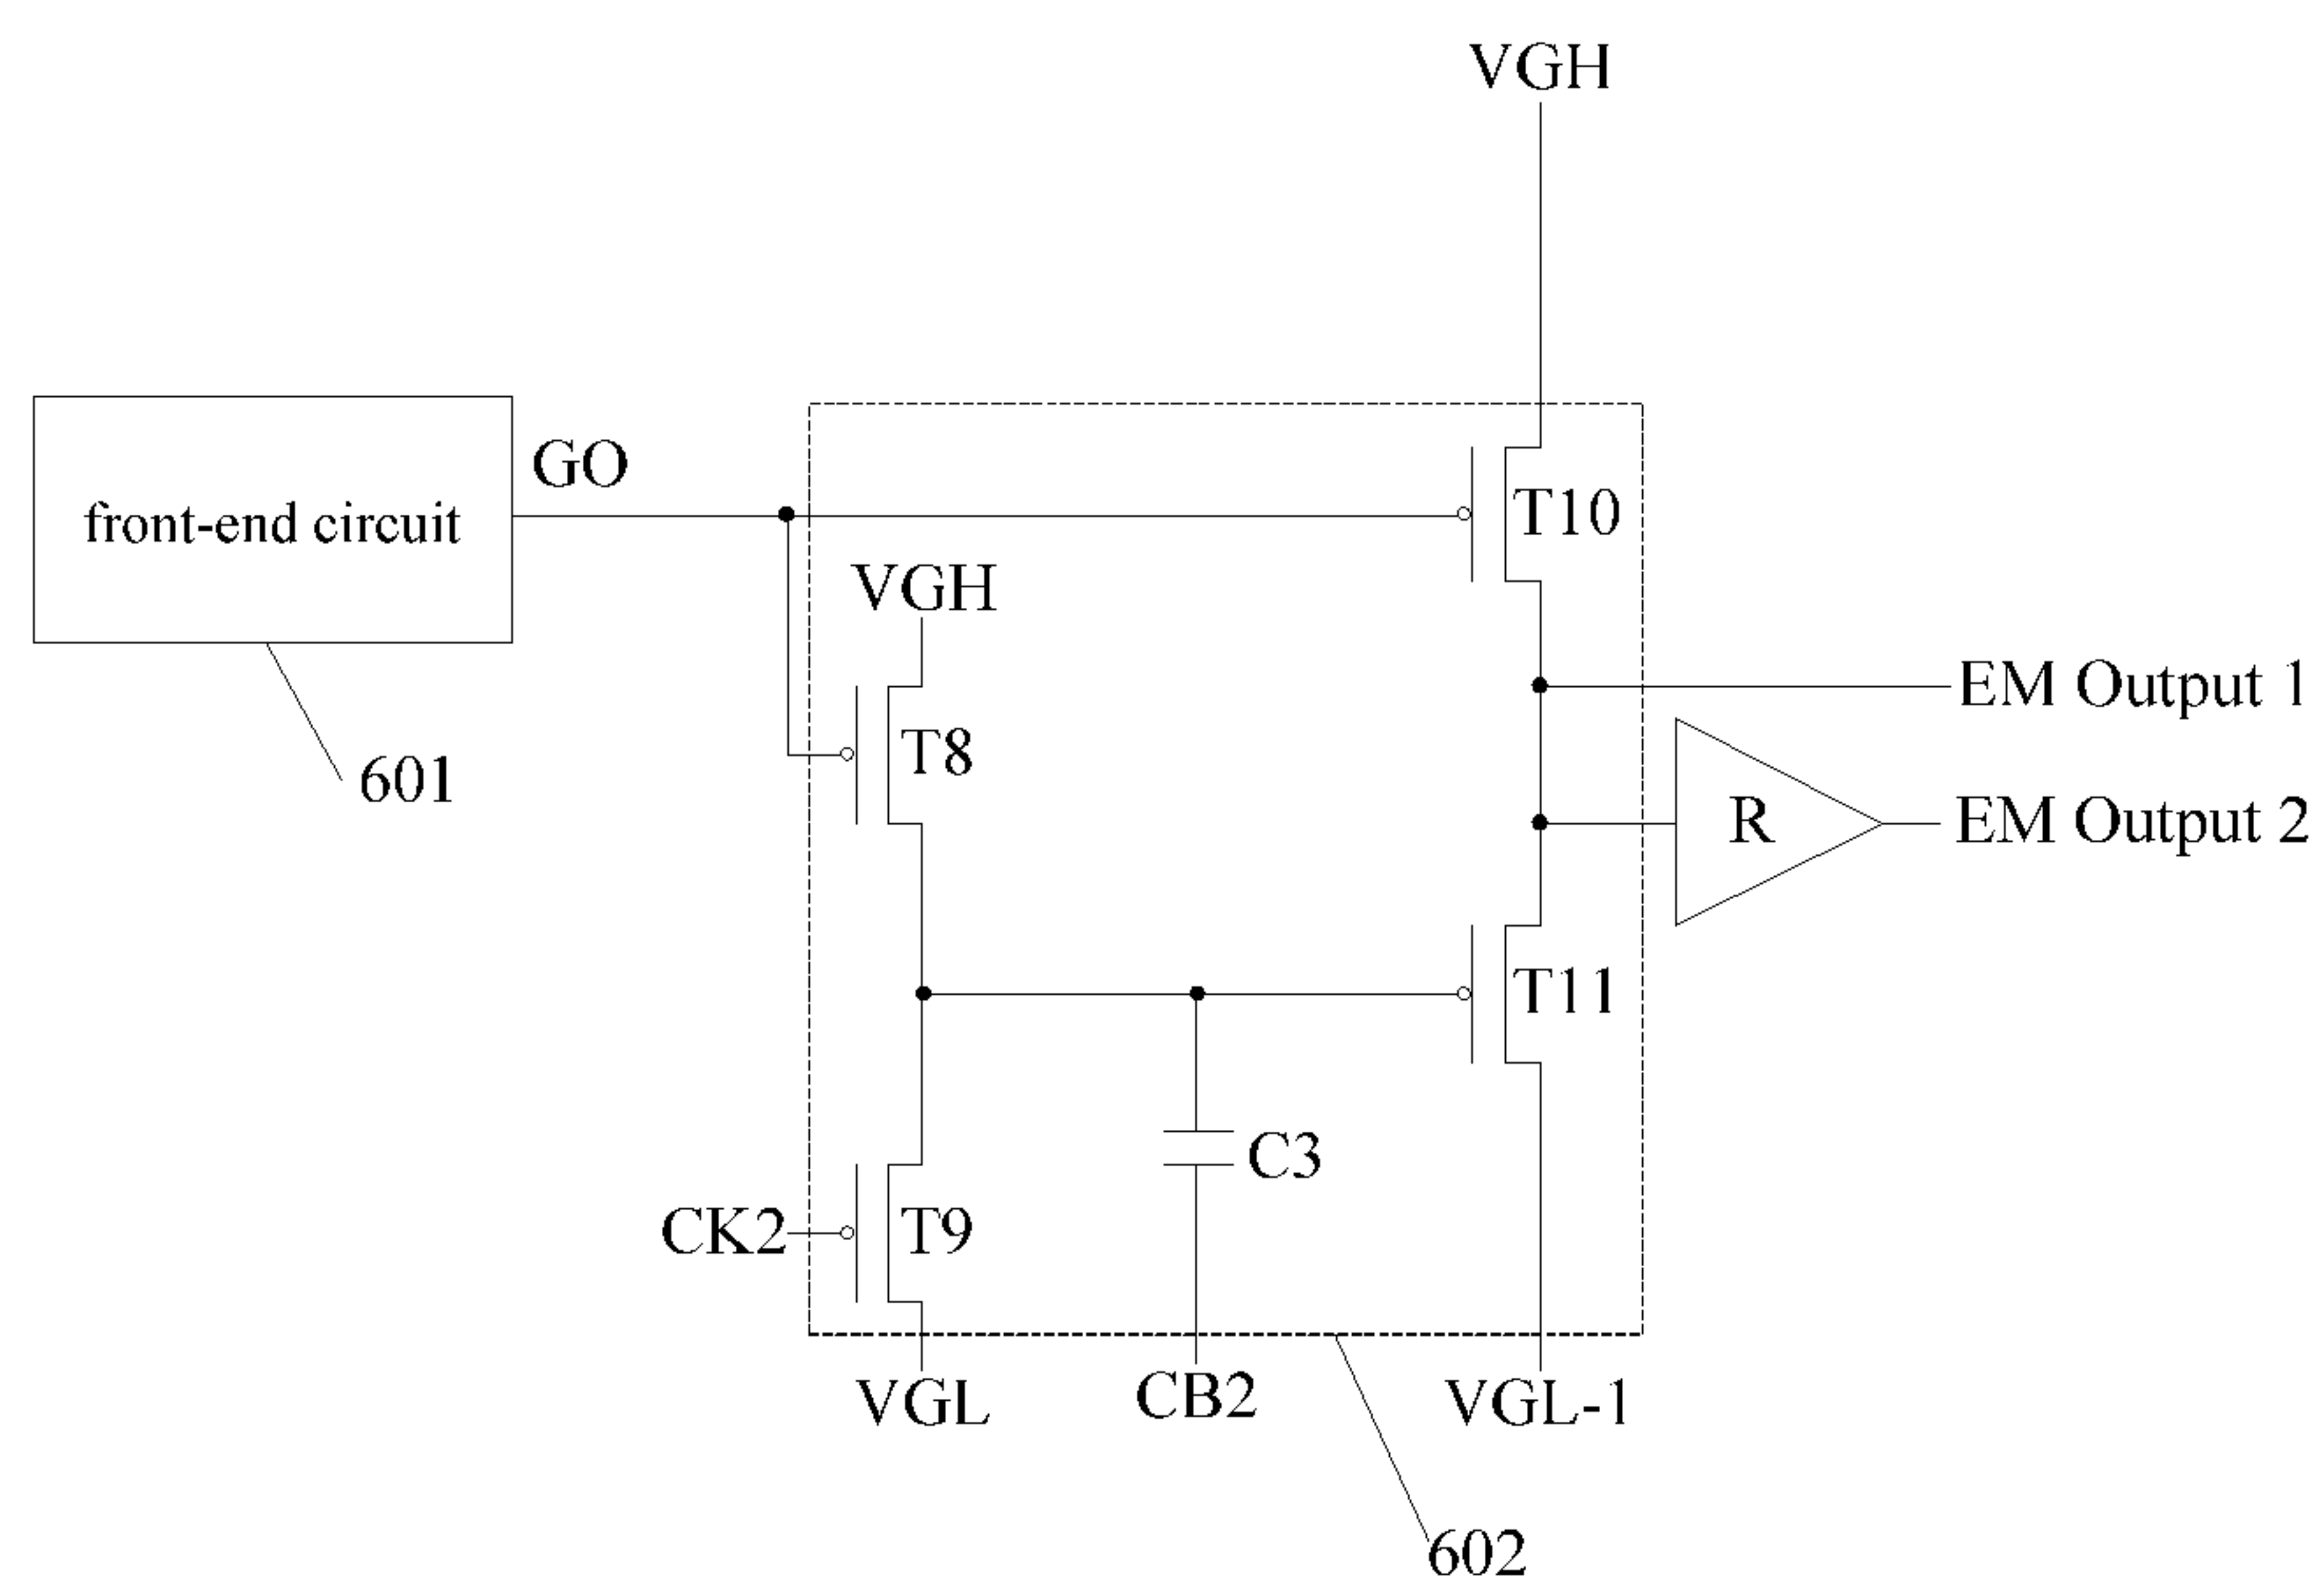 VGH
GO
front-end circuit
T10
VGH
EM Output 1
T8
601
R
EM Output 2
T11
C3
CK2
T9
VGL
CB2
VGL-1
602